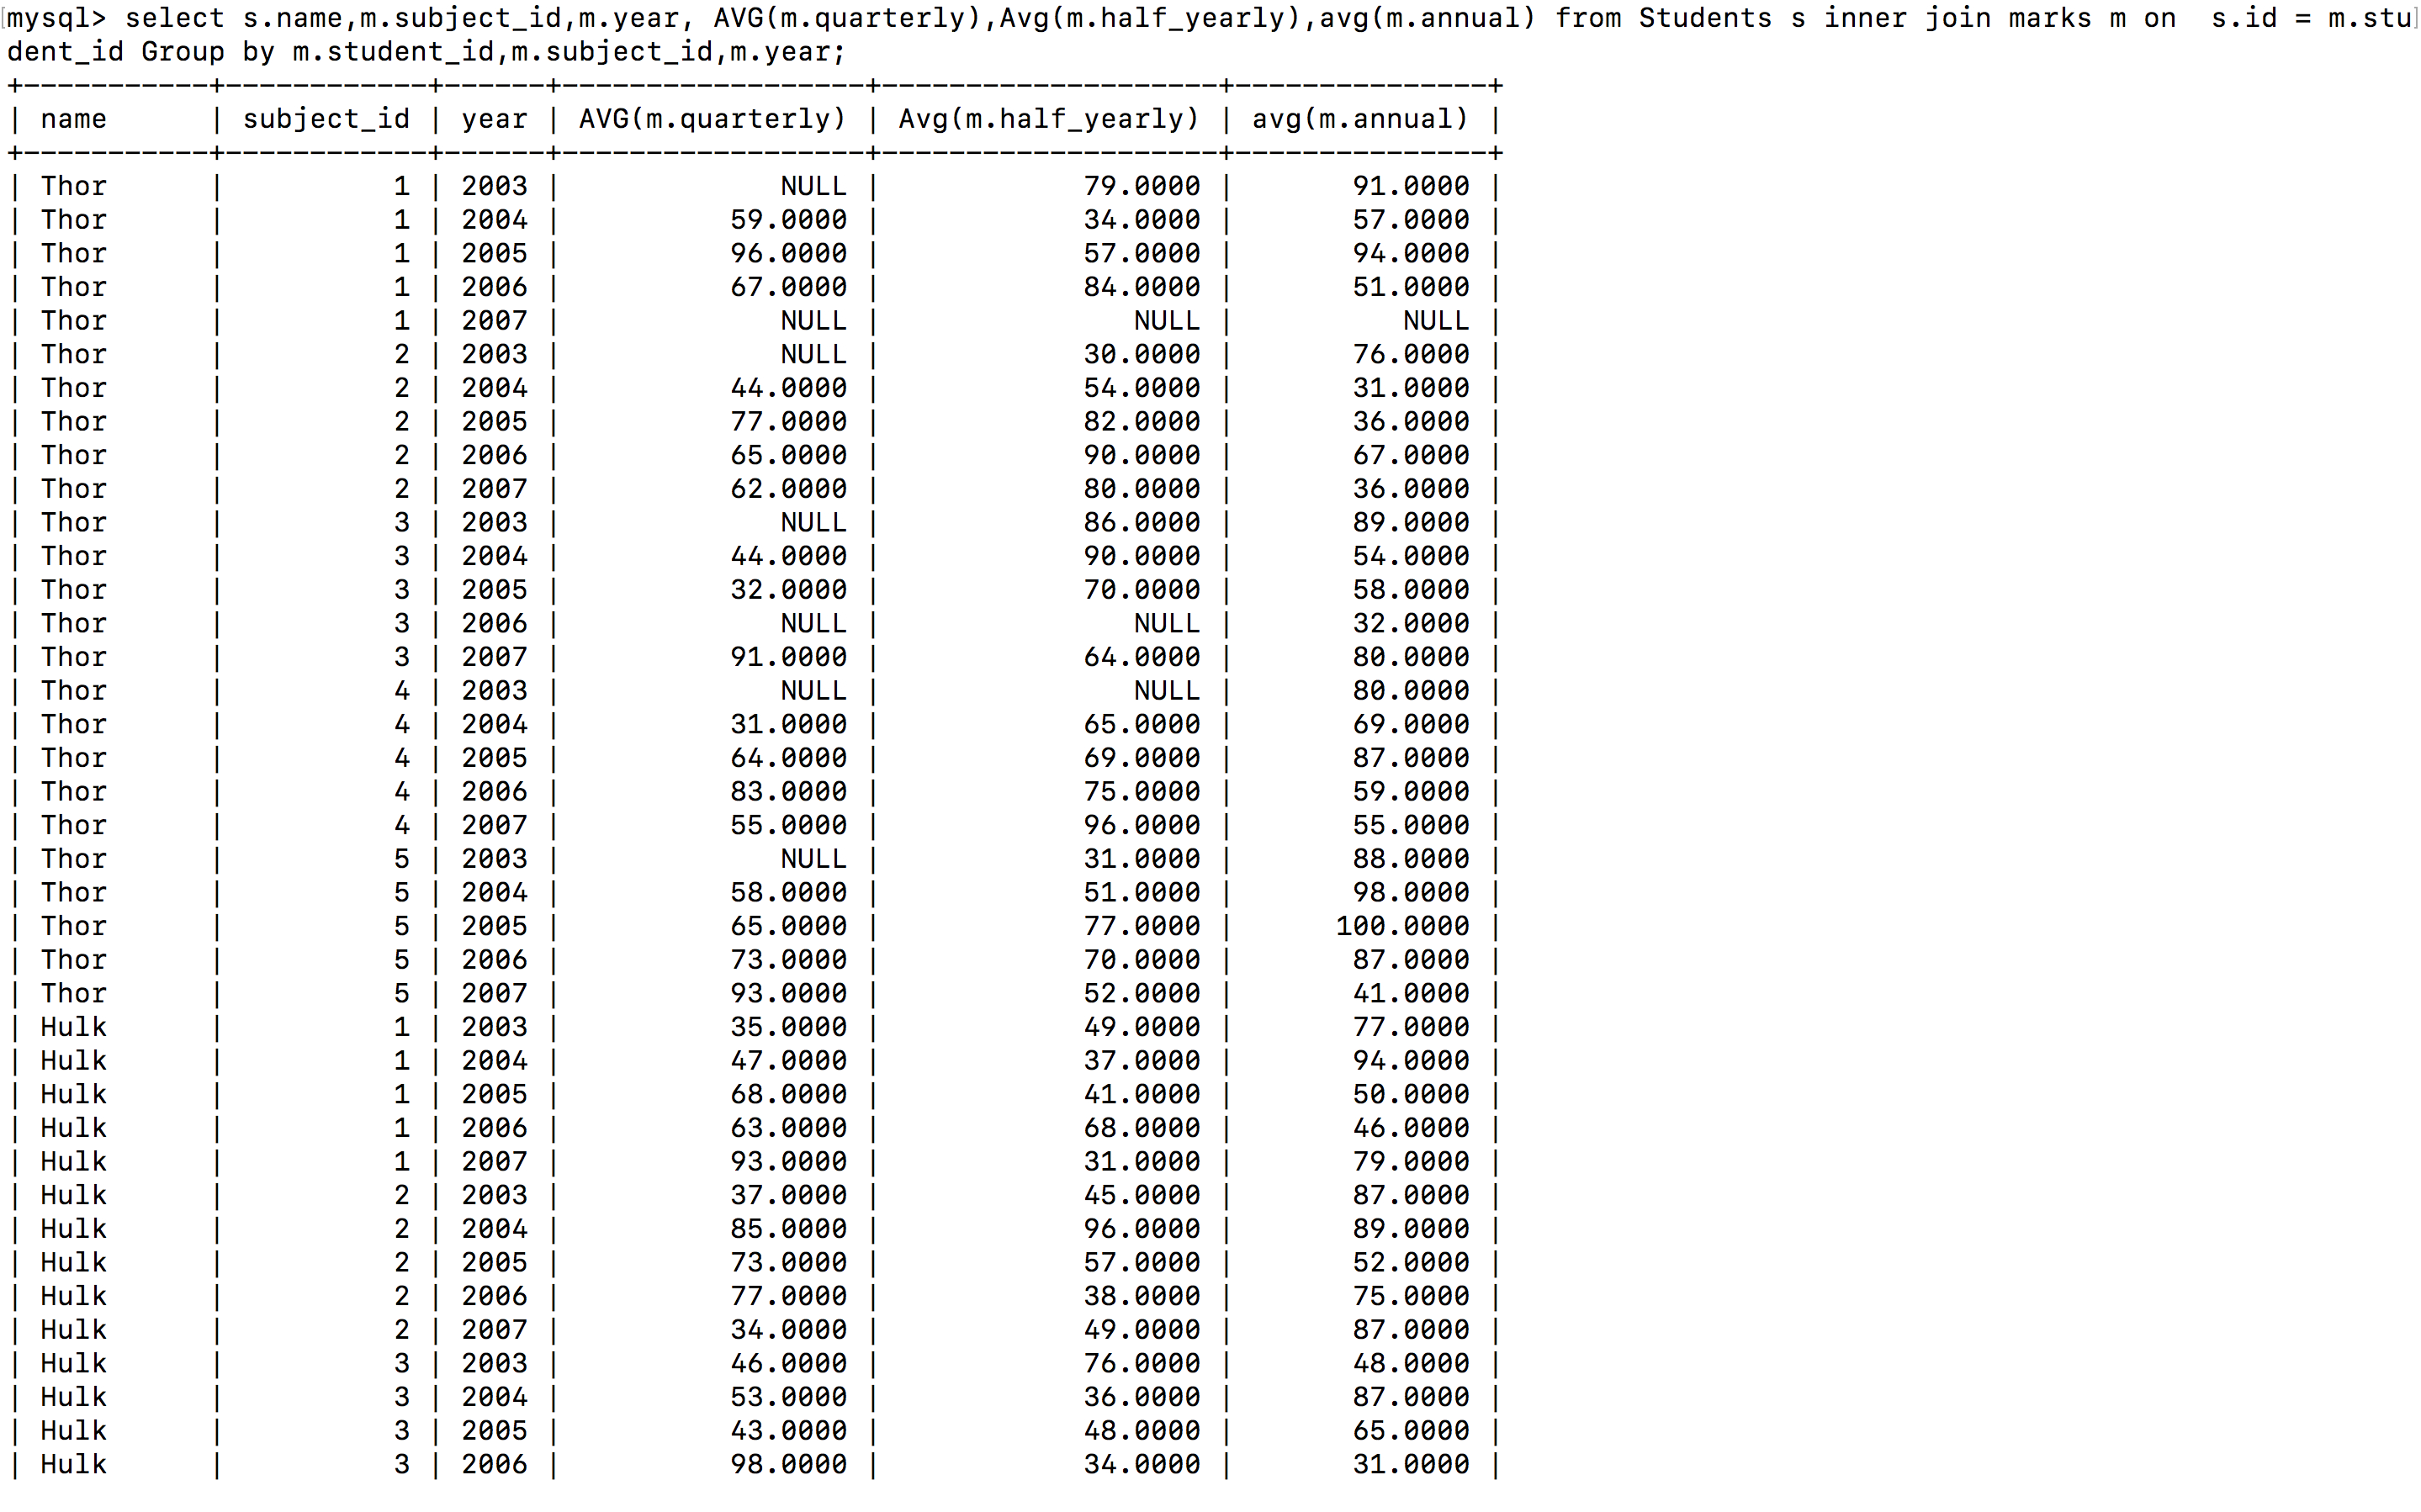 mysql> select s.name,m.subject_id,m.year, AVG(m.quarterly),Avg(m.half_yearly),avg(m.annual) from Students s inner join marks m on  s.id = m.stu
dent_id Group by m.student_id,m.subject_id,m.year;
+-----------+------------+------+------------------+--------------------+---------------+
| name      | subject_id | year | AVG(m.quarterly) | Avg(m.half_yearly) | avg(m.annual) |
+-----------+------------+------+------------------+--------------------+---------------+
| Thor      |          1 | 2003 |             NULL |            79.0000 |       91.0000 |
| Thor      |          1 | 2004 |          59.0000 |            34.0000 |       57.0000 |
| Thor      |          1 | 2005 |          96.0000 |            57.0000 |       94.0000 |
| Thor      |          1 | 2006 |          67.0000 |            84.0000 |       51.0000 |
| Thor      |          1 | 2007 |             NULL |               NULL |          NULL |
| Thor      |          2 | 2003 |             NULL |            30.0000 |       76.0000 |
| Thor      |          2 | 2004 |          44.0000 |            54.0000 |       31.0000 |
| Thor      |          2 | 2005 |          77.0000 |            82.0000 |       36.0000 |
| Thor      |          2 | 2006 |          65.0000 |            90.0000 |       67.0000 |
| Thor      |          2 | 2007 |          62.0000 |            80.0000 |       36.0000 |
| Thor      |          3 | 2003 |             NULL |            86.0000 |       89.0000 |
| Thor      |          3 | 2004 |          44.0000 |            90.0000 |       54.0000 |
| Thor      |          3 | 2005 |          32.0000 |            70.0000 |       58.0000 |
| Thor      |          3 | 2006 |             NULL |               NULL |       32.0000 |
| Thor      |          3 | 2007 |          91.0000 |            64.0000 |       80.0000 |
| Thor      |          4 | 2003 |             NULL |               NULL |       80.0000 |
| Thor      |          4 | 2004 |          31.0000 |            65.0000 |       69.0000 |
| Thor      |          4 | 2005 |          64.0000 |            69.0000 |       87.0000 |
| Thor      |          4 | 2006 |          83.0000 |            75.0000 |       59.0000 |
| Thor      |          4 | 2007 |          55.0000 |            96.0000 |       55.0000 |
| Thor      |          5 | 2003 |             NULL |            31.0000 |       88.0000 |
| Thor      |          5 | 2004 |          58.0000 |            51.0000 |       98.0000 |
| Thor      |          5 | 2005 |          65.0000 |            77.0000 |      100.0000 |
| Thor      |          5 | 2006 |          73.0000 |            70.0000 |       87.0000 |
| Thor      |          5 | 2007 |          93.0000 |            52.0000 |       41.0000 |
| Hulk      |          1 | 2003 |          35.0000 |            49.0000 |       77.0000 |
| Hulk      |          1 | 2004 |          47.0000 |            37.0000 |       94.0000 |
| Hulk      |          1 | 2005 |          68.0000 |            41.0000 |       50.0000 |
| Hulk      |          1 | 2006 |          63.0000 |            68.0000 |       46.0000 |
| Hulk      |          1 | 2007 |          93.0000 |            31.0000 |       79.0000 |
| Hulk      |          2 | 2003 |          37.0000 |            45.0000 |       87.0000 |
| Hulk      |          2 | 2004 |          85.0000 |            96.0000 |       89.0000 |
| Hulk      |          2 | 2005 |          73.0000 |            57.0000 |       52.0000 |
| Hulk      |          2 | 2006 |          77.0000 |            38.0000 |       75.0000 |
| Hulk      |          2 | 2007 |          34.0000 |            49.0000 |       87.0000 |
| Hulk      |          3 | 2003 |          46.0000 |            76.0000 |       48.0000 |
| Hulk      |          3 | 2004 |          53.0000 |            36.0000 |       87.0000 |
| Hulk      |          3 | 2005 |          43.0000 |            48.0000 |       65.0000 |
| Hulk      |          3 | 2006 |          98.0000 |            34.0000 |       31.0000 |